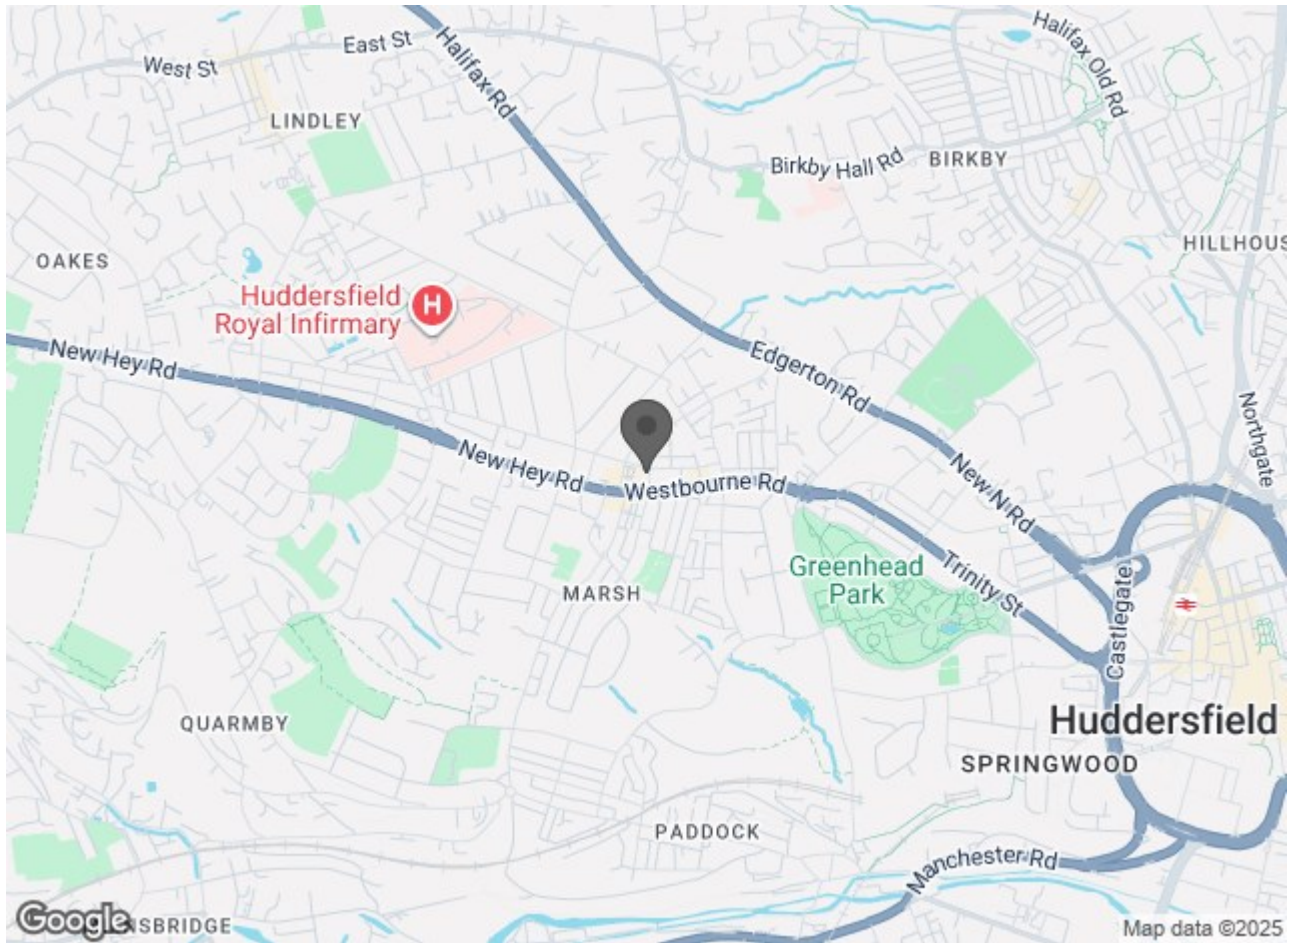 Halifax Old Rd
East St
West St
Halifax Rd
LINDLEY
Birkby Hall Rd
BIRKBY
HILLHOUS
OAKES
Huddersfield
Royal Infirmary
H
New Hey Rd
Edgerton Rd
Northgate
New Hey Rd
Westbourne Rd
New N Rd
Greenhead
Park
Trinity St
Castlegate
MARSH
QUARMBY
Huddersfield
SPRINGWOOD
PADDOCK
Manchester Rd
Google
NSBRIDGE
Map data ©2025